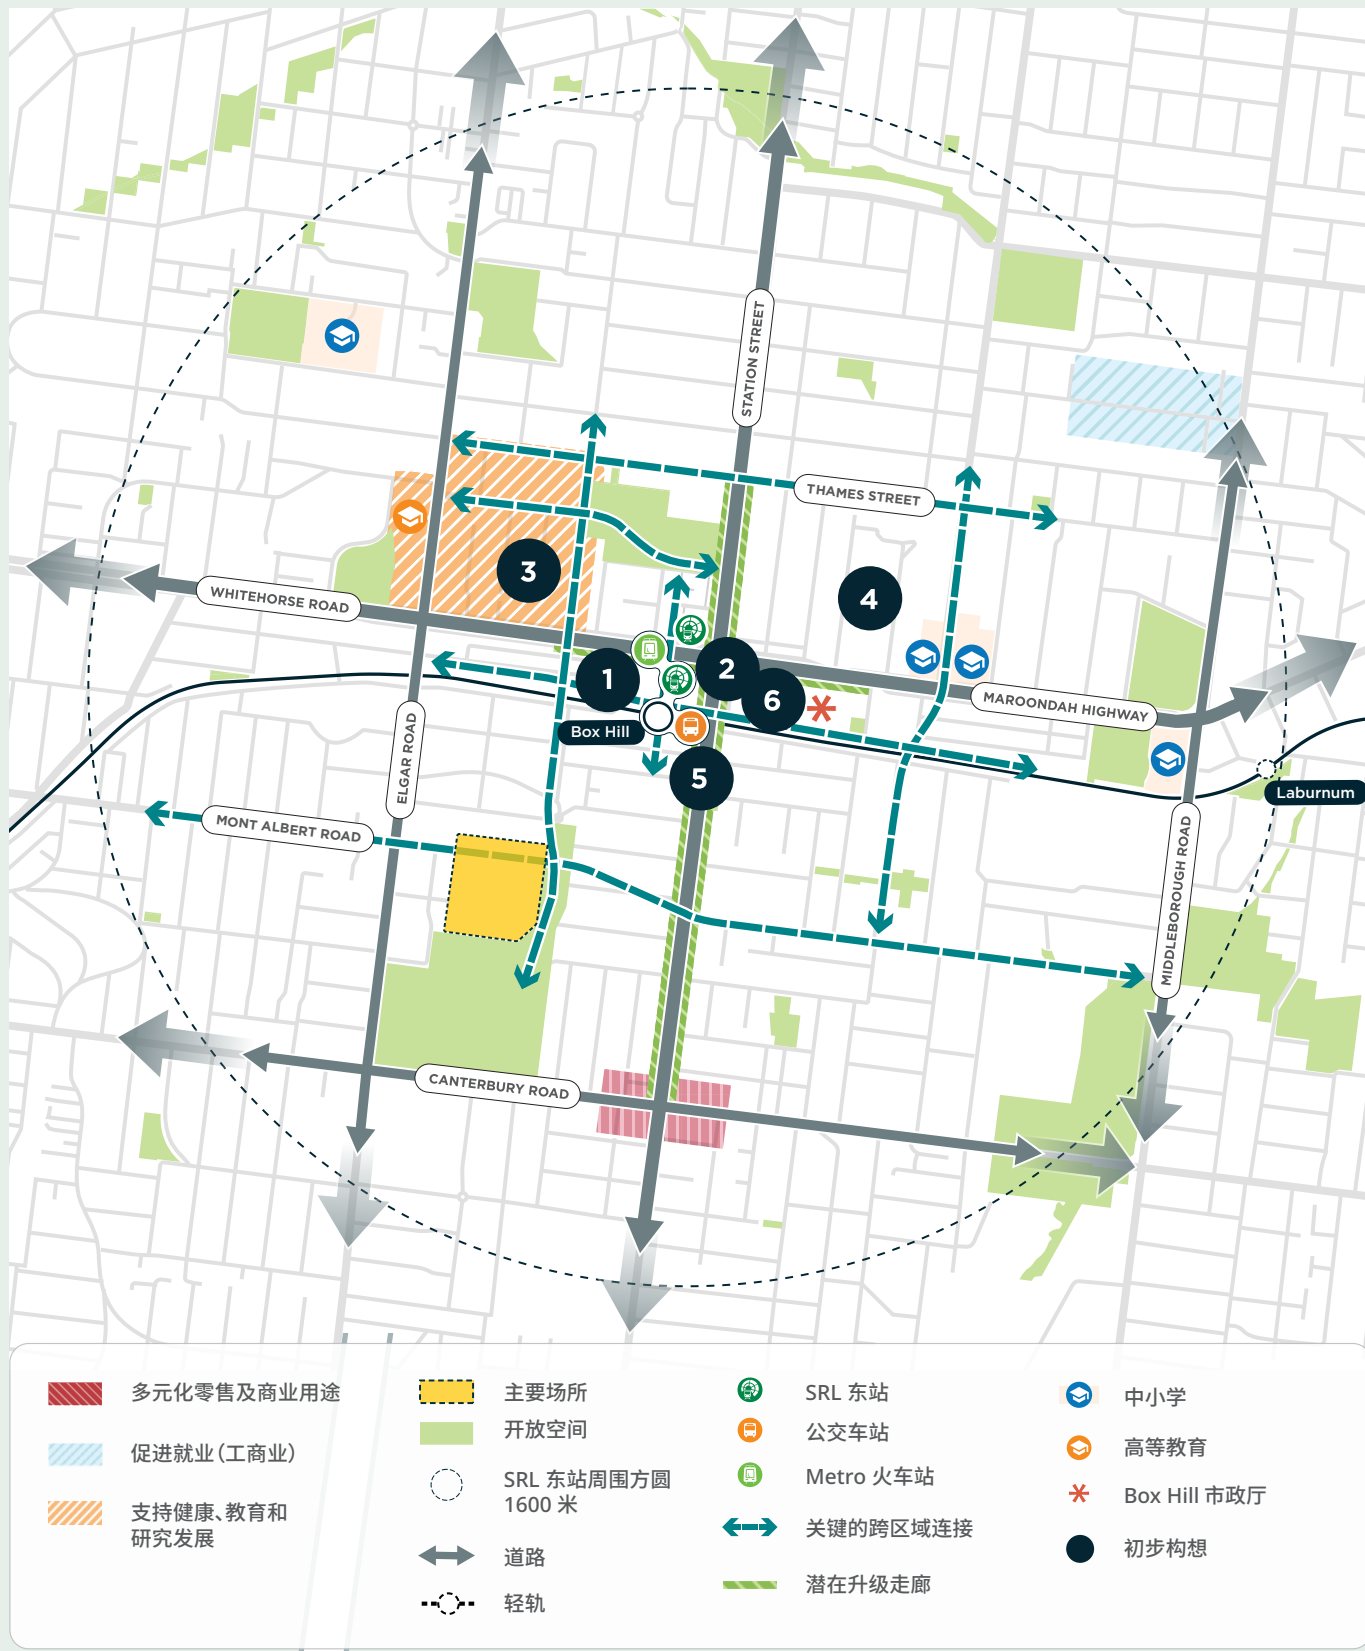 STATION STREET
THAMES STREET
3
WHITEHORSE ROAD
4
1
2
6
MAROONDAH HIGHWAY
Box Hill
ELGAR ROAD
5
Laburnum
MONT ALBERT ROAD
MIDDLEBOROUGH ROAD
CANTERBURY ROAD
多元化零售及商业用途
促进就业（工商业）
支持健康、教育和
研究发展
主要场所
开放空间
SRL 东站周围方圆
1600 米
道路
轻轨
SRL 东站
公交车站
Metro 火车站
关键的跨区域连接
潜在升级走廊
中小学
高等教育
Box Hill 市政厅
初步构想